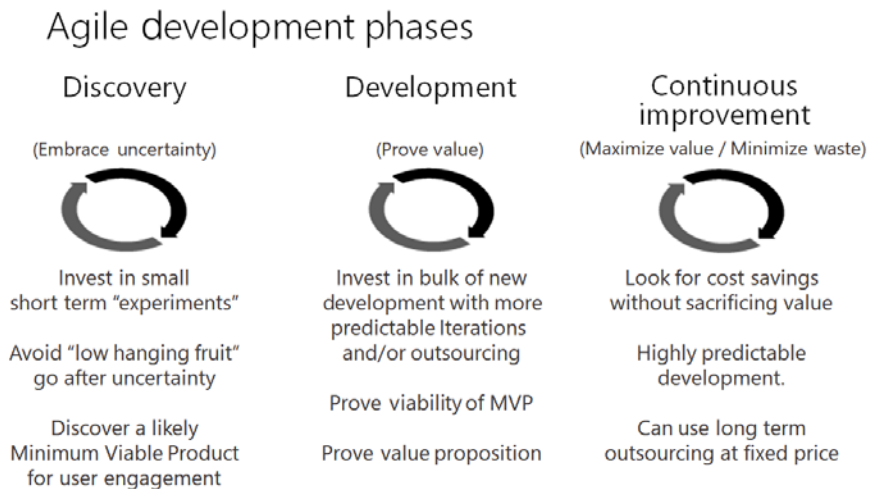 Agile development phases
Discovery
(Embrace uncertainty)
Invest in small
short term “experiments”
Avoid “low hanging fruit”
go after uncertainty
Discover a likely
Minimum Viable Product
for user engagement
Development
(Prove value)
Invest in bulk of new
development with more
predictable Iterations
and/or outsourcing
Prove viability of MVP
Prove value proposition
Continuous
improvement
(Maximize value / Minimize waste)
Look for cost savings
without sacrificing value
Highly predictable
development.
Can use long term
outsourcing at fixed price